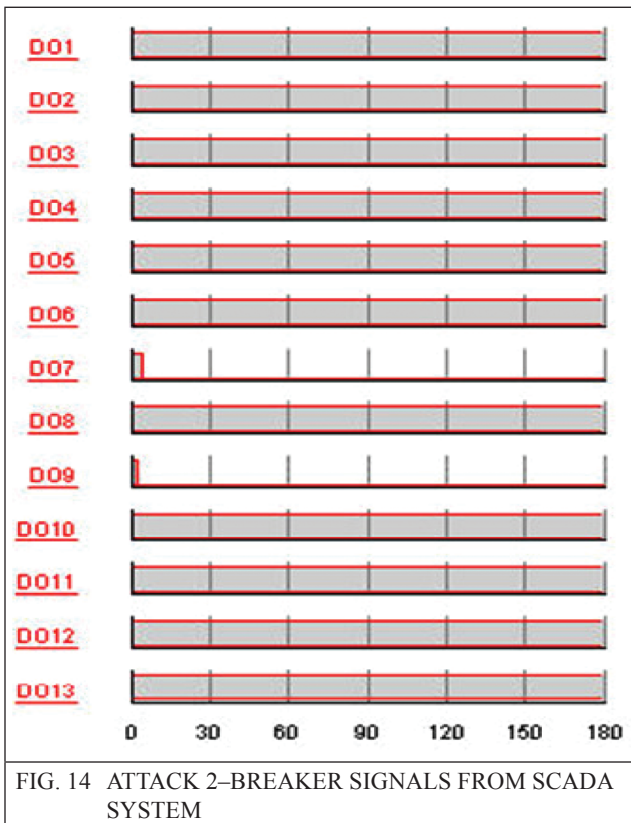 DO1
DO2
DO3
DO4
DO5
DO6
DO7
DO8
DO9
DO10
DO11
DO12
DO13
0 30 60 90 120 150 180
FIG. 14 ATTACK 2–BREAKER SIGNALS FROM SCADA
SYSTEM